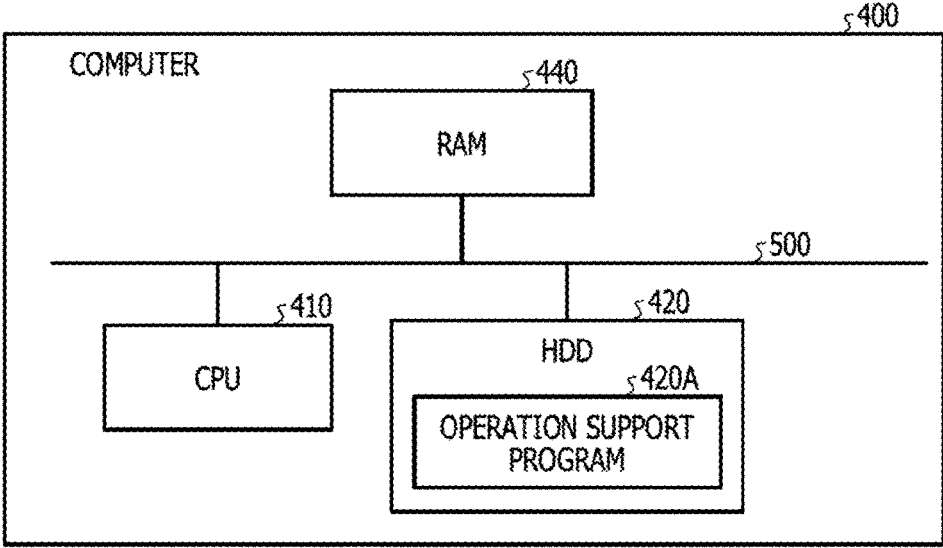 400
COMPUTER
440
RAM
500
410
CPU
420
HDD
420A
OPERATION SUPPORT
PROGRAM